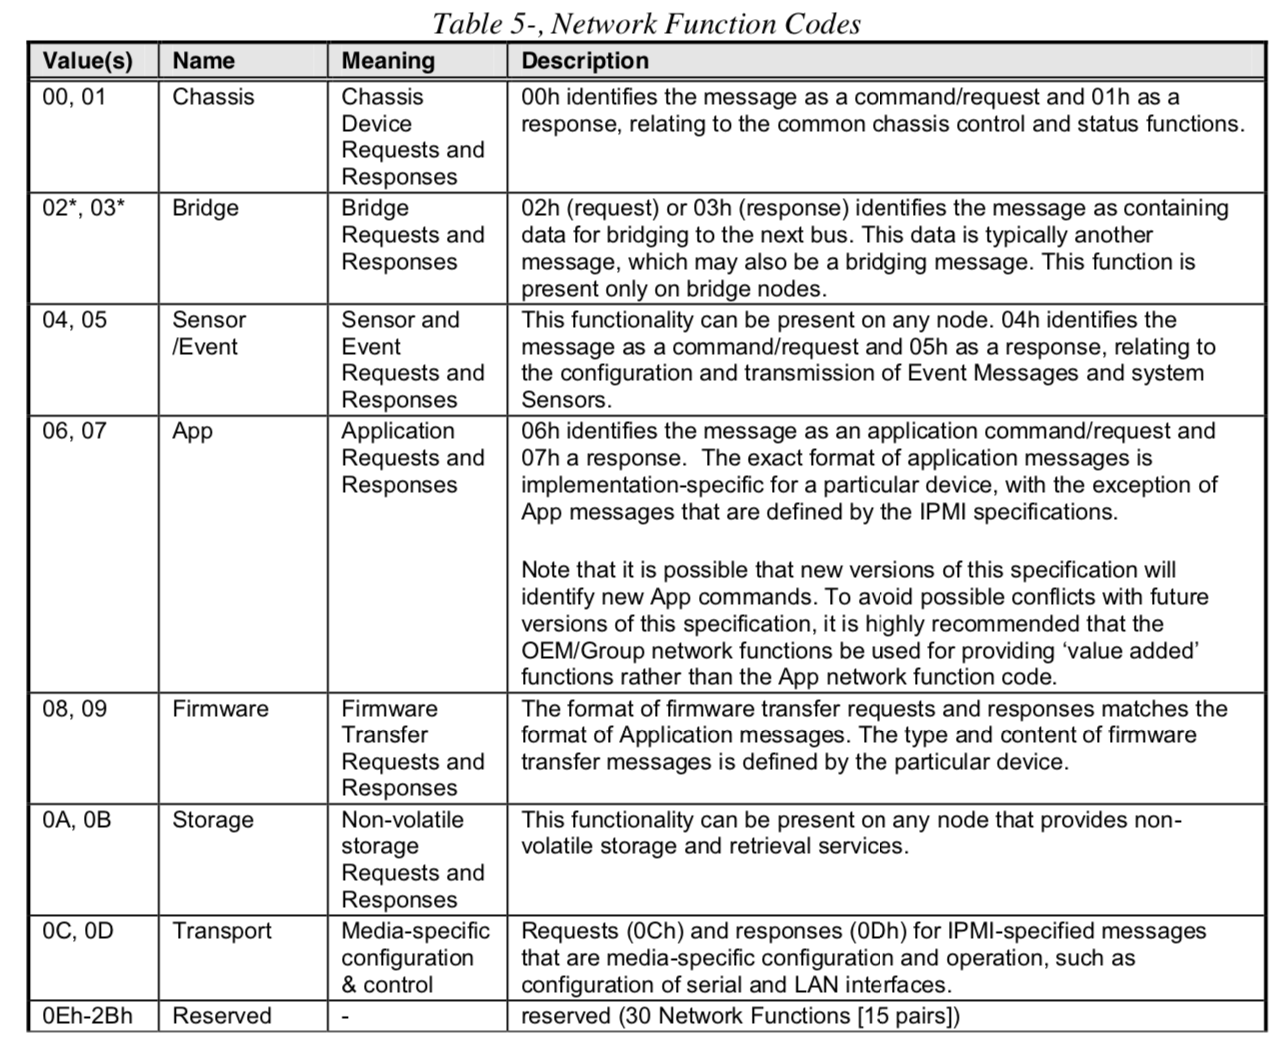 Table 5-, Network Function Codes
Value(s) Name Meaning Description
00, 01 Chassis Chassis 00h identifies the message as a command/request and 01h as a
Device response, relating to the common chassis control and status functions.
Requests and
Responses
02*, 03* Bridge Bridge 02h (request) or 03h (response) identifies the message as containing
Requests and data for bridging to the next bus. This data is typically another
Responses message, which may also be a bridging message. This function is
present only on bridge nodes.
04, 05 Sensor Sensor and This functionality can be present on any node. 04h identifies the
/Event Event message as a command/request and 05h as a response, relating to
Requests and the configuration and transmission of Event Messages and system
Responses Sensors.
06, 07 App Application 06h identifies the message as an application command/request and
Requests and 07h a response. The exact format of application messages is
Responses implementation-specific for a particular device, with the exception of
App messages that are defined by the IPMI specifications.
Note that it is possible that new versions of this specification will
identify new App commands. To avoid possible conflicts with future
versions of this specification, it is highly recommended that the
OEM/Group network functions be used for providing ‘value added’
functions rather than the App network function code.
08, 09 Firmware Firmware The format of firmware transfer requests and responses matches the
Transfer format of Application messages. The type and content of firmware
Requests and transfer messages is defined by the particular device.
Responses
0A, 0B Storage Non-volatile This functionality can be present on any node that provides non-
storage volatile storage and retrieval services.
Requests and
Responses
0C, 0D Transport Media-specific Requests (0Ch) and responses (0Dh) for IPMI-specified messages
configuration that are media-specific configuration and operation, such as
& control configuration of serial and LAN interfaces.
0Eh-2Bh Reserved - reserved (30 Network Functions [15 pairs])